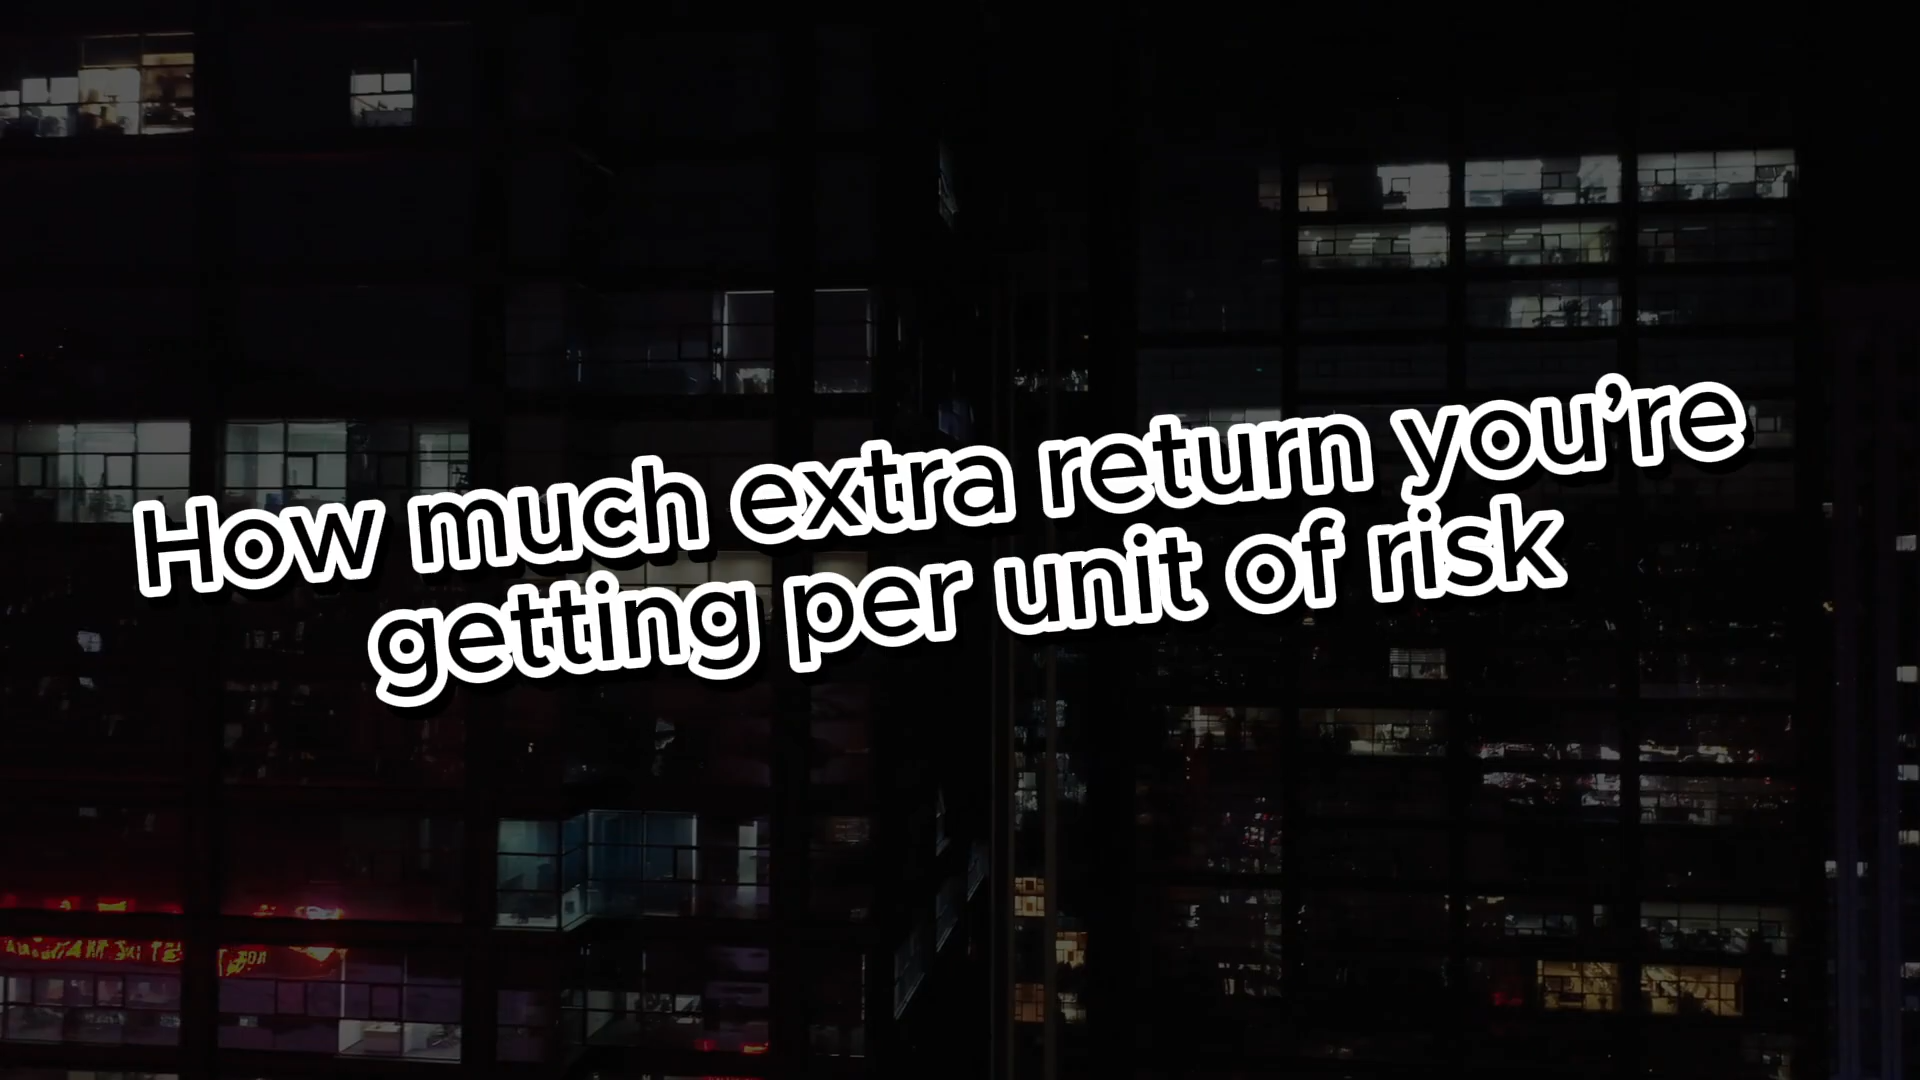 How much extra return you’re
getting per unit of risk